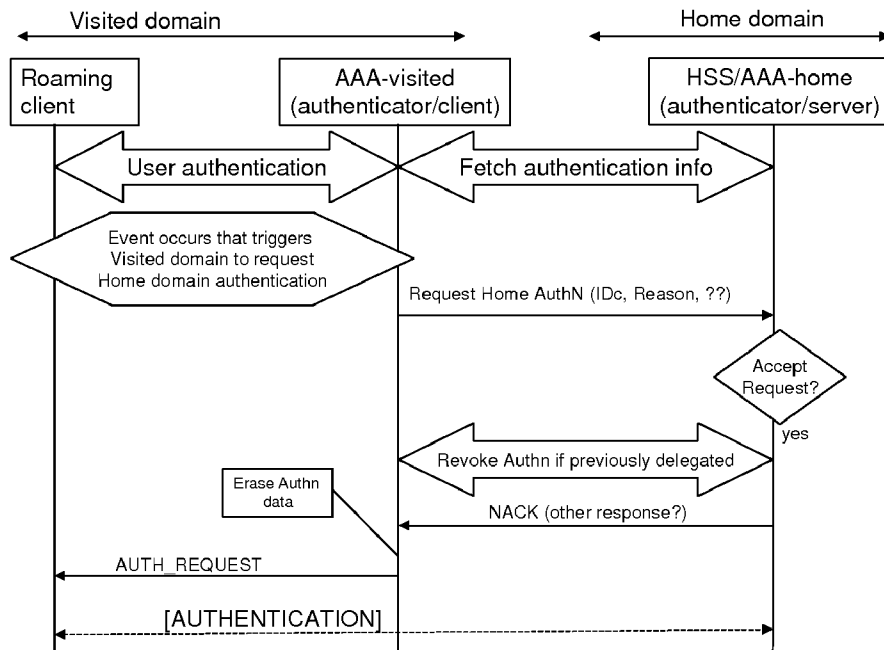 Visited domain
Home domain
Roaming
client
AAA-visited
(authenticator/client)
HSS/AAA-home
(authenticator/server)
User authentication
Fetch authentication info
Event occurs that triggers
Visited domain to request
Home domain authentication
Request Home AuthN (IDc, Reason, ??)
Accept
Request?
yes
Revoke Authn if previously delegated
Erase Authn
data
NACK (other response?)
AUTH_REQUEST
[AUTHENTICATION]